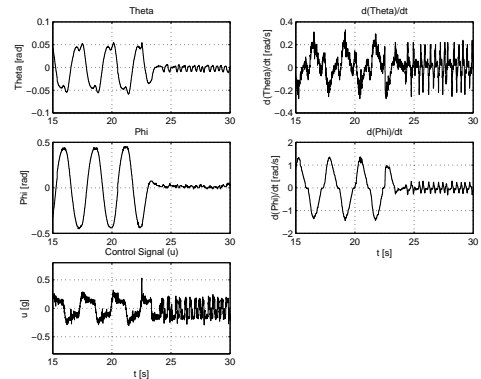 Theta
Theta [rad]
0.1
0.05
0
−0.05
−0.1
15 20 25 30
d(Theta)/dt
d(Theta)/dt [rad/s]
0.4
0.2
0
−0.2
−0.4
15 20 25 30
Phi
Phi [rad]
0.5
0
−0.5
15 20 25 30
d(Phi)/dt
d(Phi)/dt [rad/s]
2
1
0
−1
−2
15 20 25 30
t [s]
Control Signal (u)
u [g]
0.5
0
−0.5
15 20 25 30
t [s]